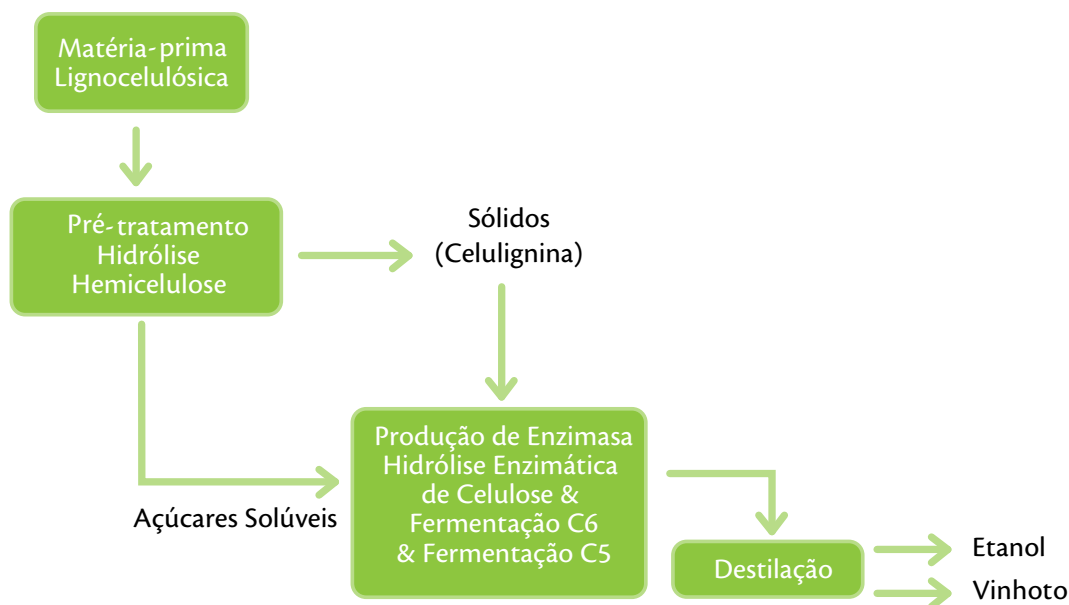 Matéria-prima
Lignocelulósica
Pré-tratamento
Hidrólise
Hemicelulose
Sólidos
(Celulignina)
Açúcares Solúveis
Produção de Enzimasa
Hidrólise Enzimática
de Celulose &
Fermentação C6
& Fermentação C5
Destilação
Etanol
Vinhoto